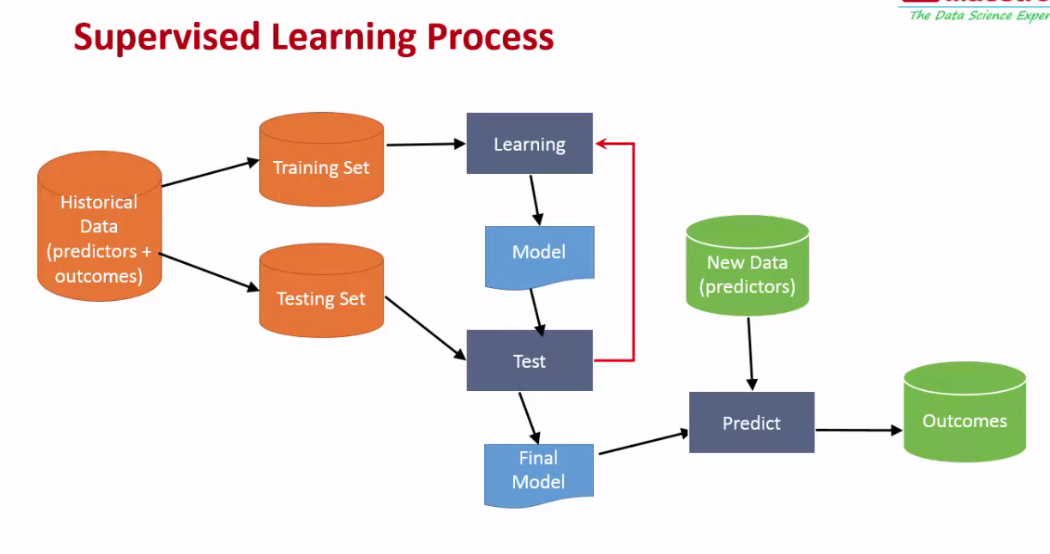 The Data Science Exper
Supervised Learning Process
Training Set
Learning
Historical
Data
(predictors +
outcomes)
Model
New Data
(predictors)
Testing Set
Test
Predict
Outcomes
Final
Model